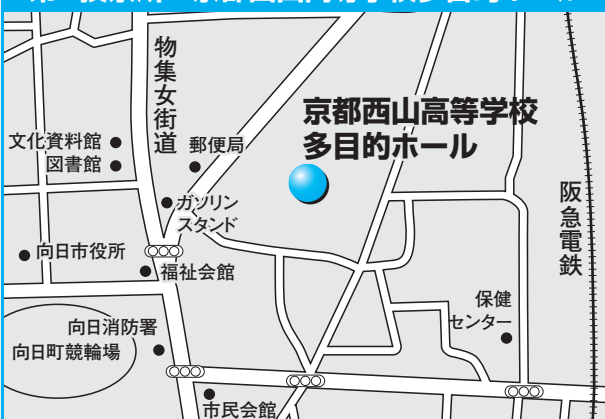 物集女街道
京都西山高等学校
多目的ホール
文化資料館
図書館
郵便局
ガソリン
スタンド
阪急電鉄
向日市役所
福祉会館
保健
センター
向日消防署
向日町競輪場
市民会館